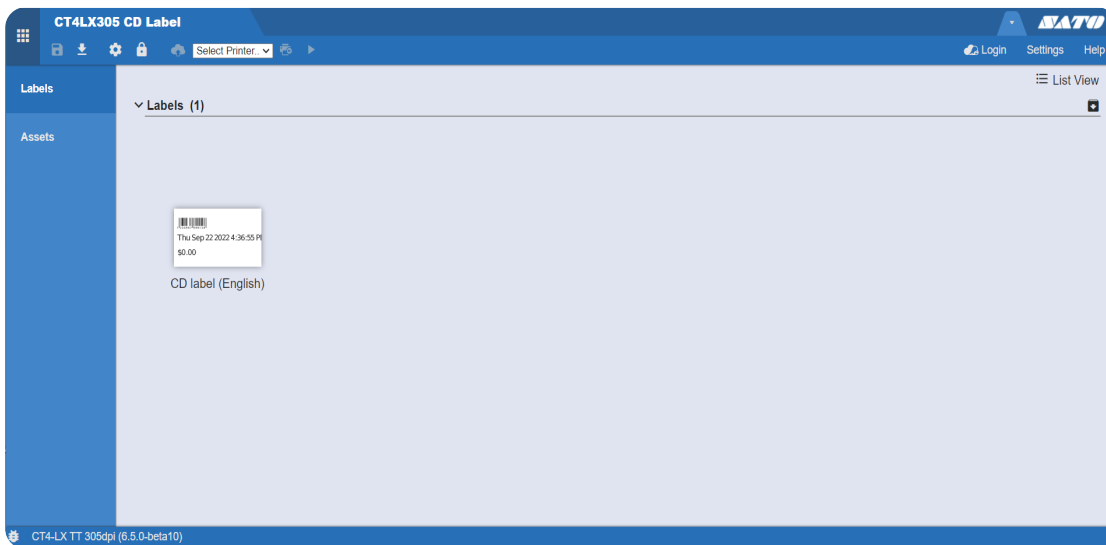 CT4LX305 CD Label
SATO
Select Printer..
Login Settings Help
Labels
List View
Labels (1)
Assets
Thu Sep 22 2022 4:36:55 P
$0.00
CD label (English)
CT4-LX TT 305dpi (6.5.0-beta10)